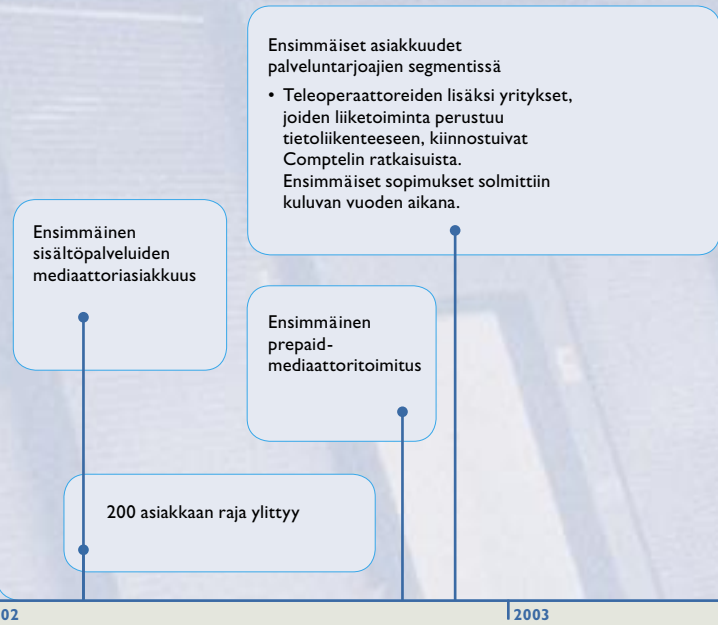 Ensimmäiset asiakkuudet
palveluntarjoajien segmentissä
• Teleoperaattoreiden lisäksi yritykset,
joiden liiketoiminta perustuu
tietoliikenteeseen, kiinnostuivat
Comptelin ratkaisuista.
Ensimmäiset sopimukset solmittiin
kuluvan vuoden aikana.
Ensimmäinen
sisältöpalveluiden
mediaattoriasiakkuus
Ensimmäinen
prepaid-
mediaattoritoimitus
200 asiakkaan raja ylittyy
02
2003